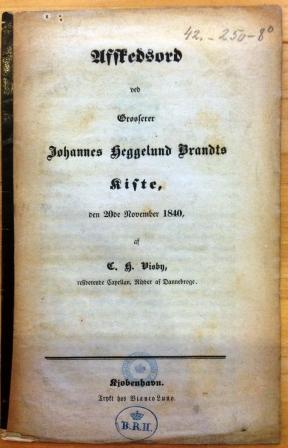 42.-250-8°
Afskedsord
ved
Grosserer
Johannes Heggelund Brandts
Kiste,
den 20de November 1840,
af
C. H. Visby,
residerende Capellan, Ridder af Dannebroge.
Kjøbenhavn.
Trykt hos Bianco Luno.
B.R.H.